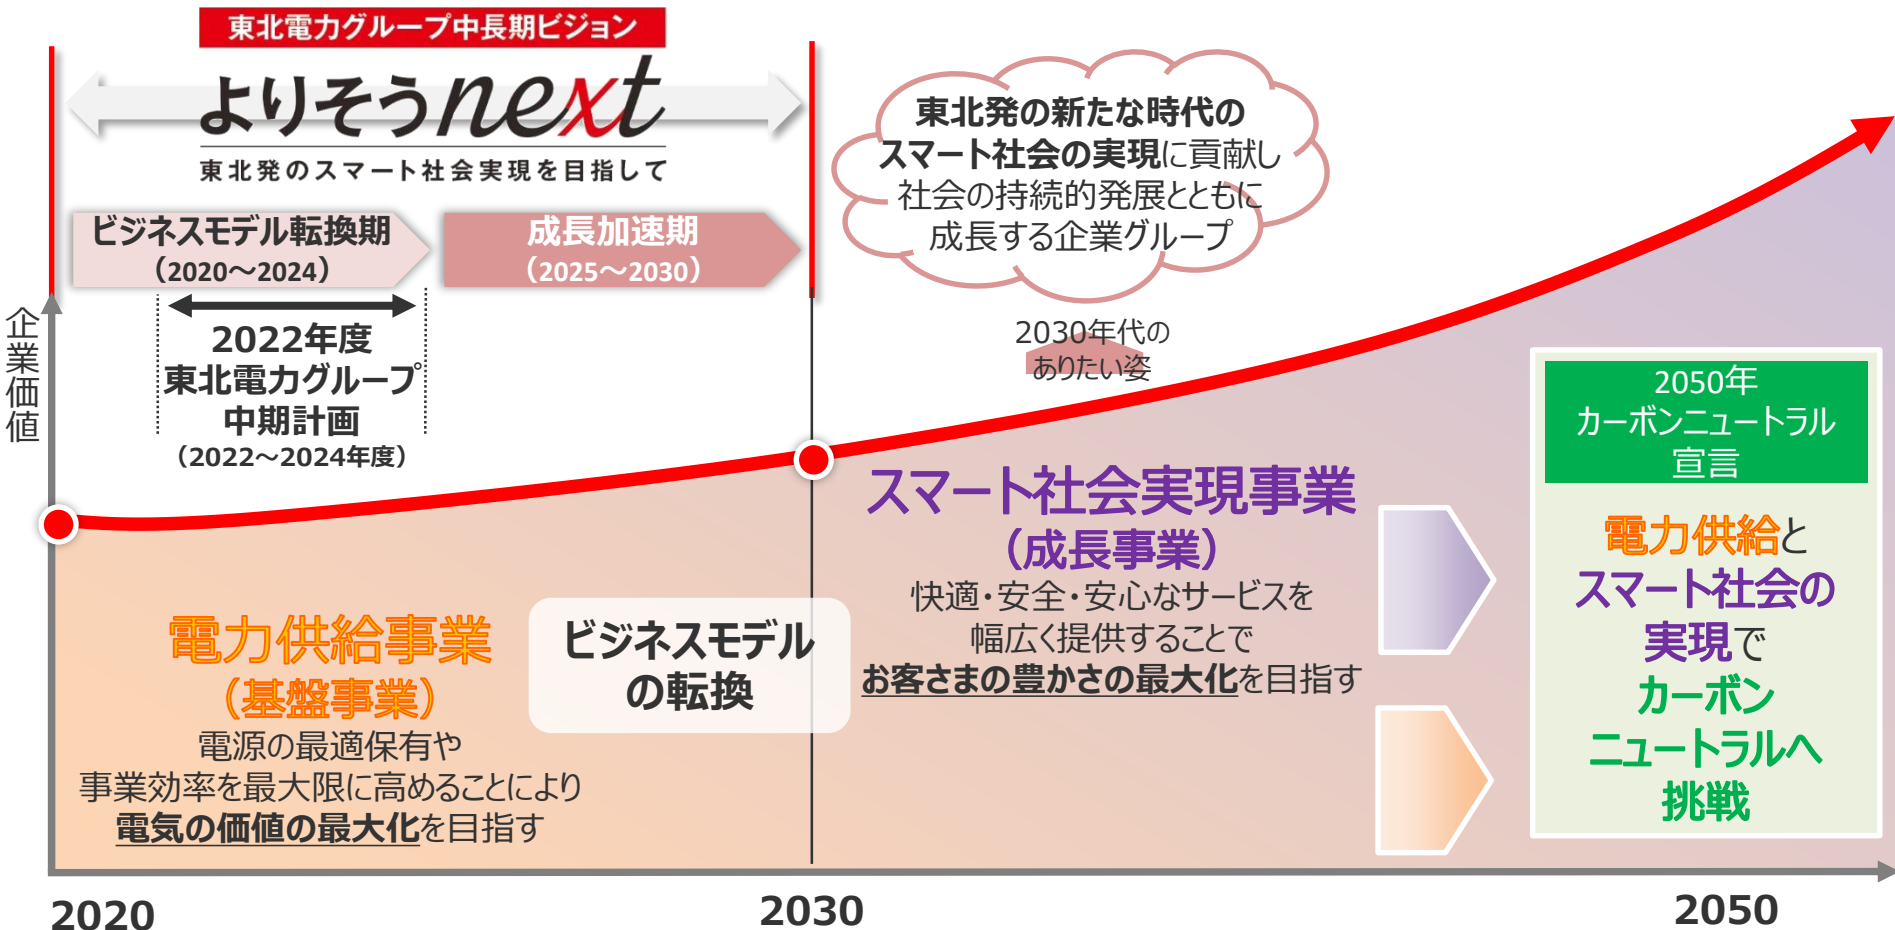 東北電力グループ中長期ビジョン
よりそうnext
東北発のスマート社会実現を目指して
ビジネスモデル転換期
（2020～2024）
成長加速期
（2025～2030）
2022年度
東北電力グループ
中期計画
（2022～2024年度）
企業価値
東北発の新たな時代の
スマート社会の実現に貢献し
社会の持続的発展とともに
成長する企業グループ
2030年代の
ありたい姿
電力供給事業
（基盤事業）
電源の最適保有や
事業効率を最大限に高めることにより
電気の価値の最大化を目指す
ビジネスモデル
の転換
スマート社会実現事業
（成長事業）
快適・安全・安心なサービスを
幅広く提供することで
お客さまの豊かさの最大化を目指す
2050年
カーボンニュートラル
宣言
電力供給と
スマート社会の
実現で
カーボン
ニュートラルへ
挑戦
2020
2030
2050